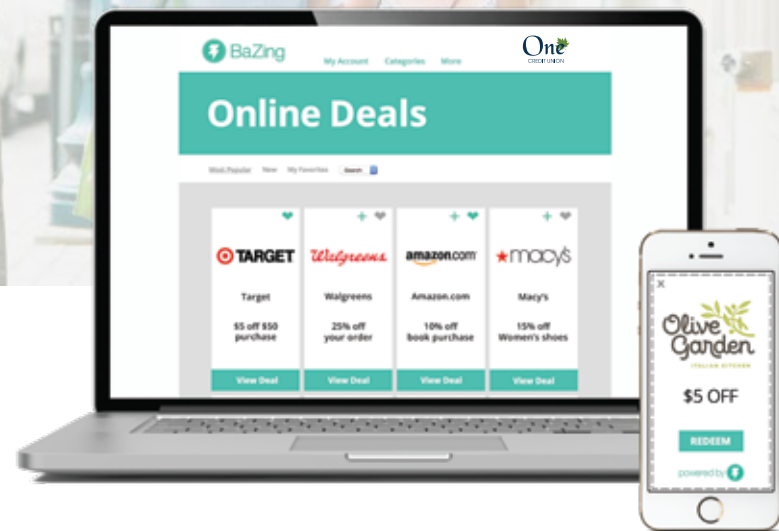 BaZing
My Account Categories More
One
CREDIT UNION
Online Deals
Most Popular New My Favorites Search
TARGET
Walgreens
amazon.com
macy's
Target
Walgreens
Amazon.com
Macy's
$5 off $50
purchase
25% off
your order
10% off
book purchase
15% off
Women's shoes
View Deal
View Deal
View Deal
View Deal
X
Olive
Garden
ITALIAN KITCHEN
$5 OFF
REDEEM
powered by